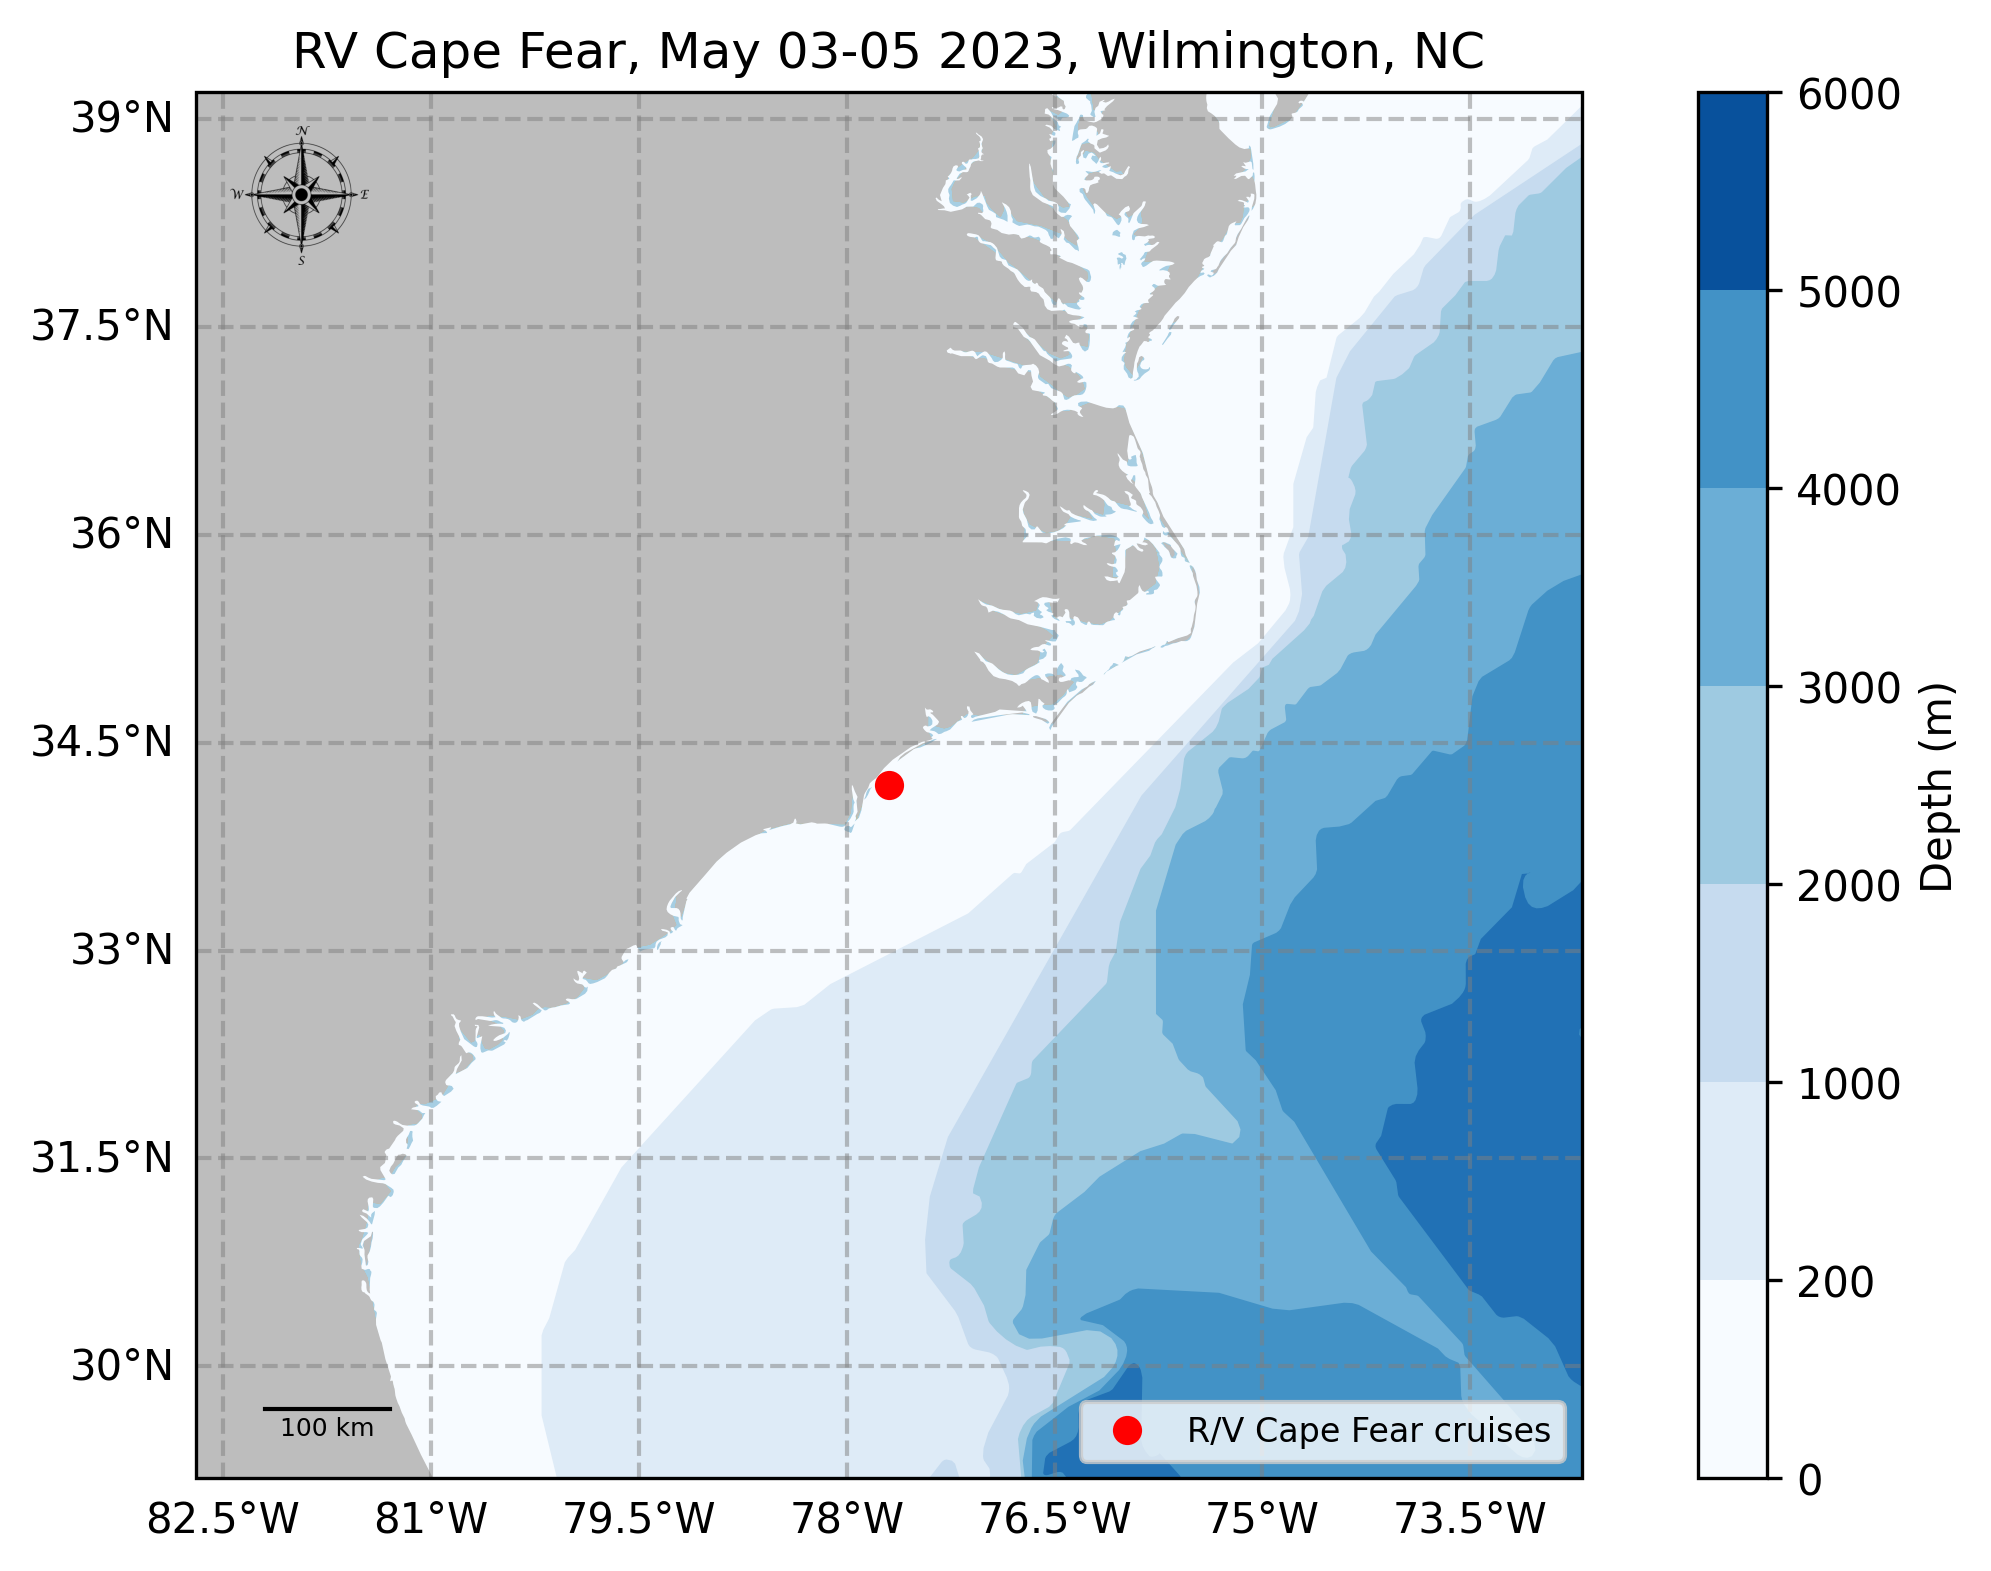 RV Cape Fear, May 03-05 2023, Wilmington, NC
39°N
37.5°N
36°N
34.5°N
33°N
31.5°N
30°N
N
W
E
S
100 km
R/V Cape Fear cruises
82.5°W
81°W
79.5°W
78°W
76.5°W
75°W
73.5°W
6000
5000
4000
3000
2000
1000
200
0
Depth (m)